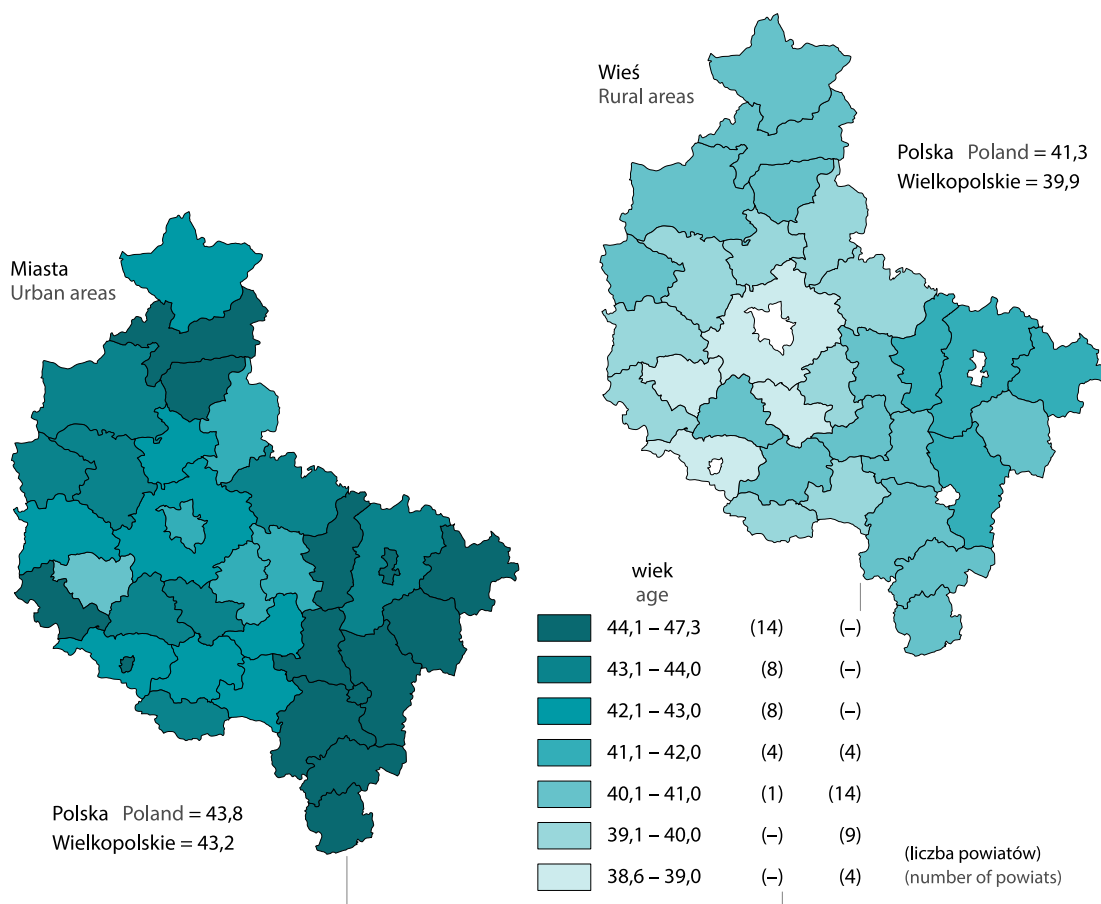 Wieś
Rural areas
Polska Poland = 41,3
Wielkopolskie = 39,9
Miasta
Urban areas
wiek
age
44,1 – 47,3 (14) (–)
43,1 – 44,0 (8) (–)
42,1 – 43,0 (8) (–)
41,1 – 42,0 (4) (4)
40,1 – 41,0 (1) (14)
39,1 – 40,0 (–) (9)
38,6 – 39,0 (–) (4)
Polska Poland = 43,8
Wielkopolskie = 43,2
(liczba powiatów)
(number of powiats)